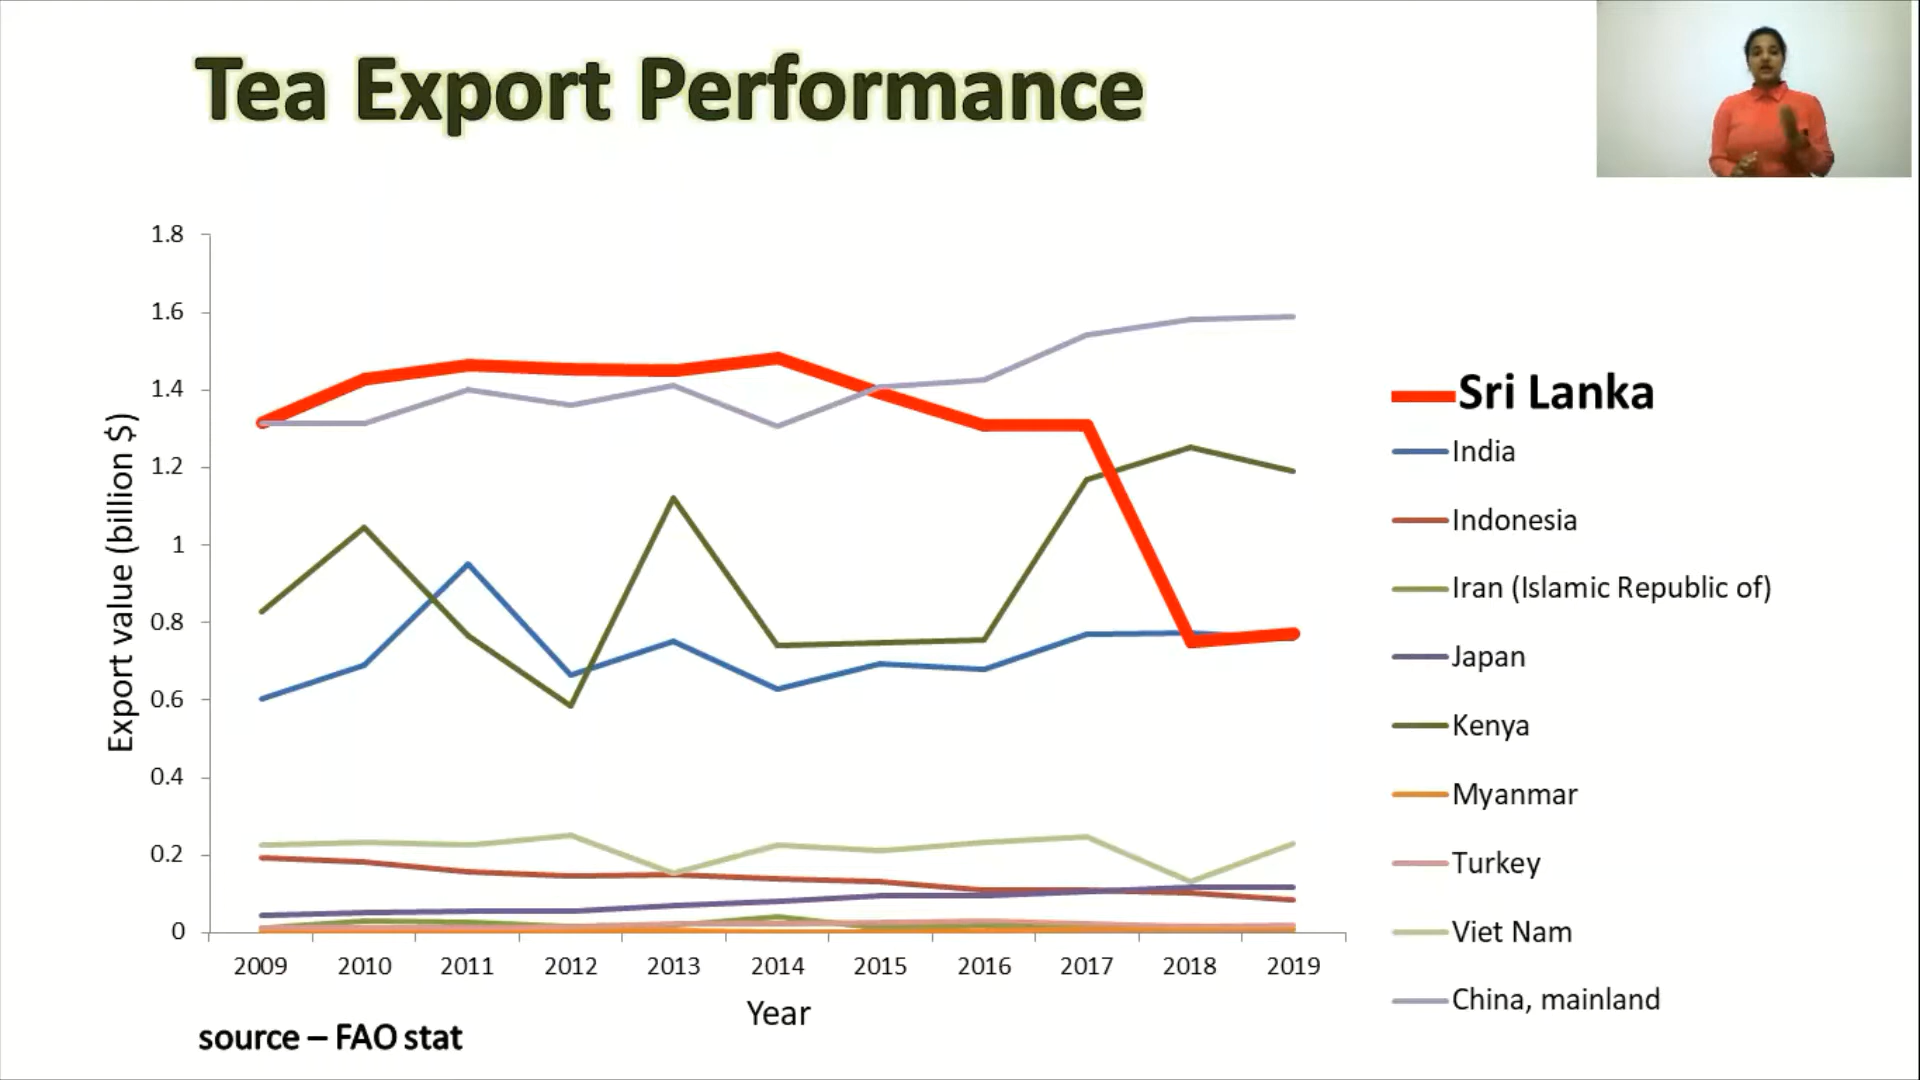 Tea Export Performance
Export value (billion $)
1.8
1.6
1.4
1.2
1
0.8
0.6
0.4
0.2
0
2009 2010 2011 2012 2013 2014 2015 2016 2017 2018 2019
Year
Sri Lanka
India
Indonesia
Iran (Islamic Republic of)
Japan
Kenya
Myanmar
Turkey
Viet Nam
China, mainland
source – FAO stat